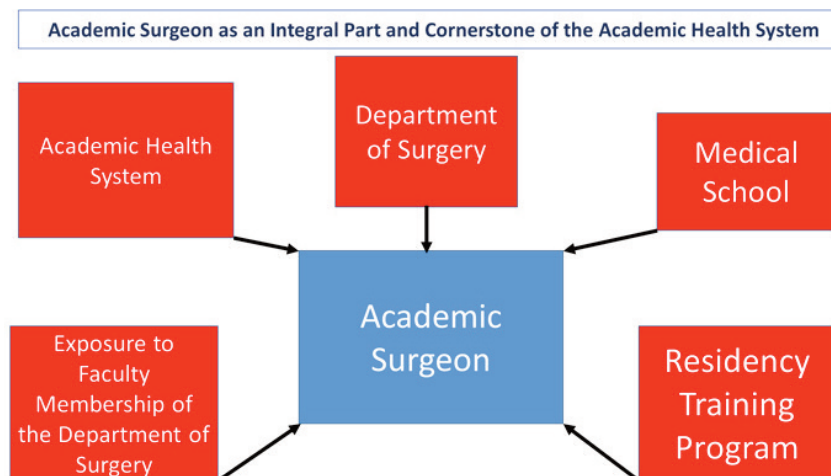 Academic Surgeon as an Integral Part and Cornerstone of the Academic Health System
Academic Health
System
Department
of Surgery
Medical
School
Academic
Surgeon
Exposure to
Faculty
Membership of
the Department of
Surgery
Residency
Training
Program